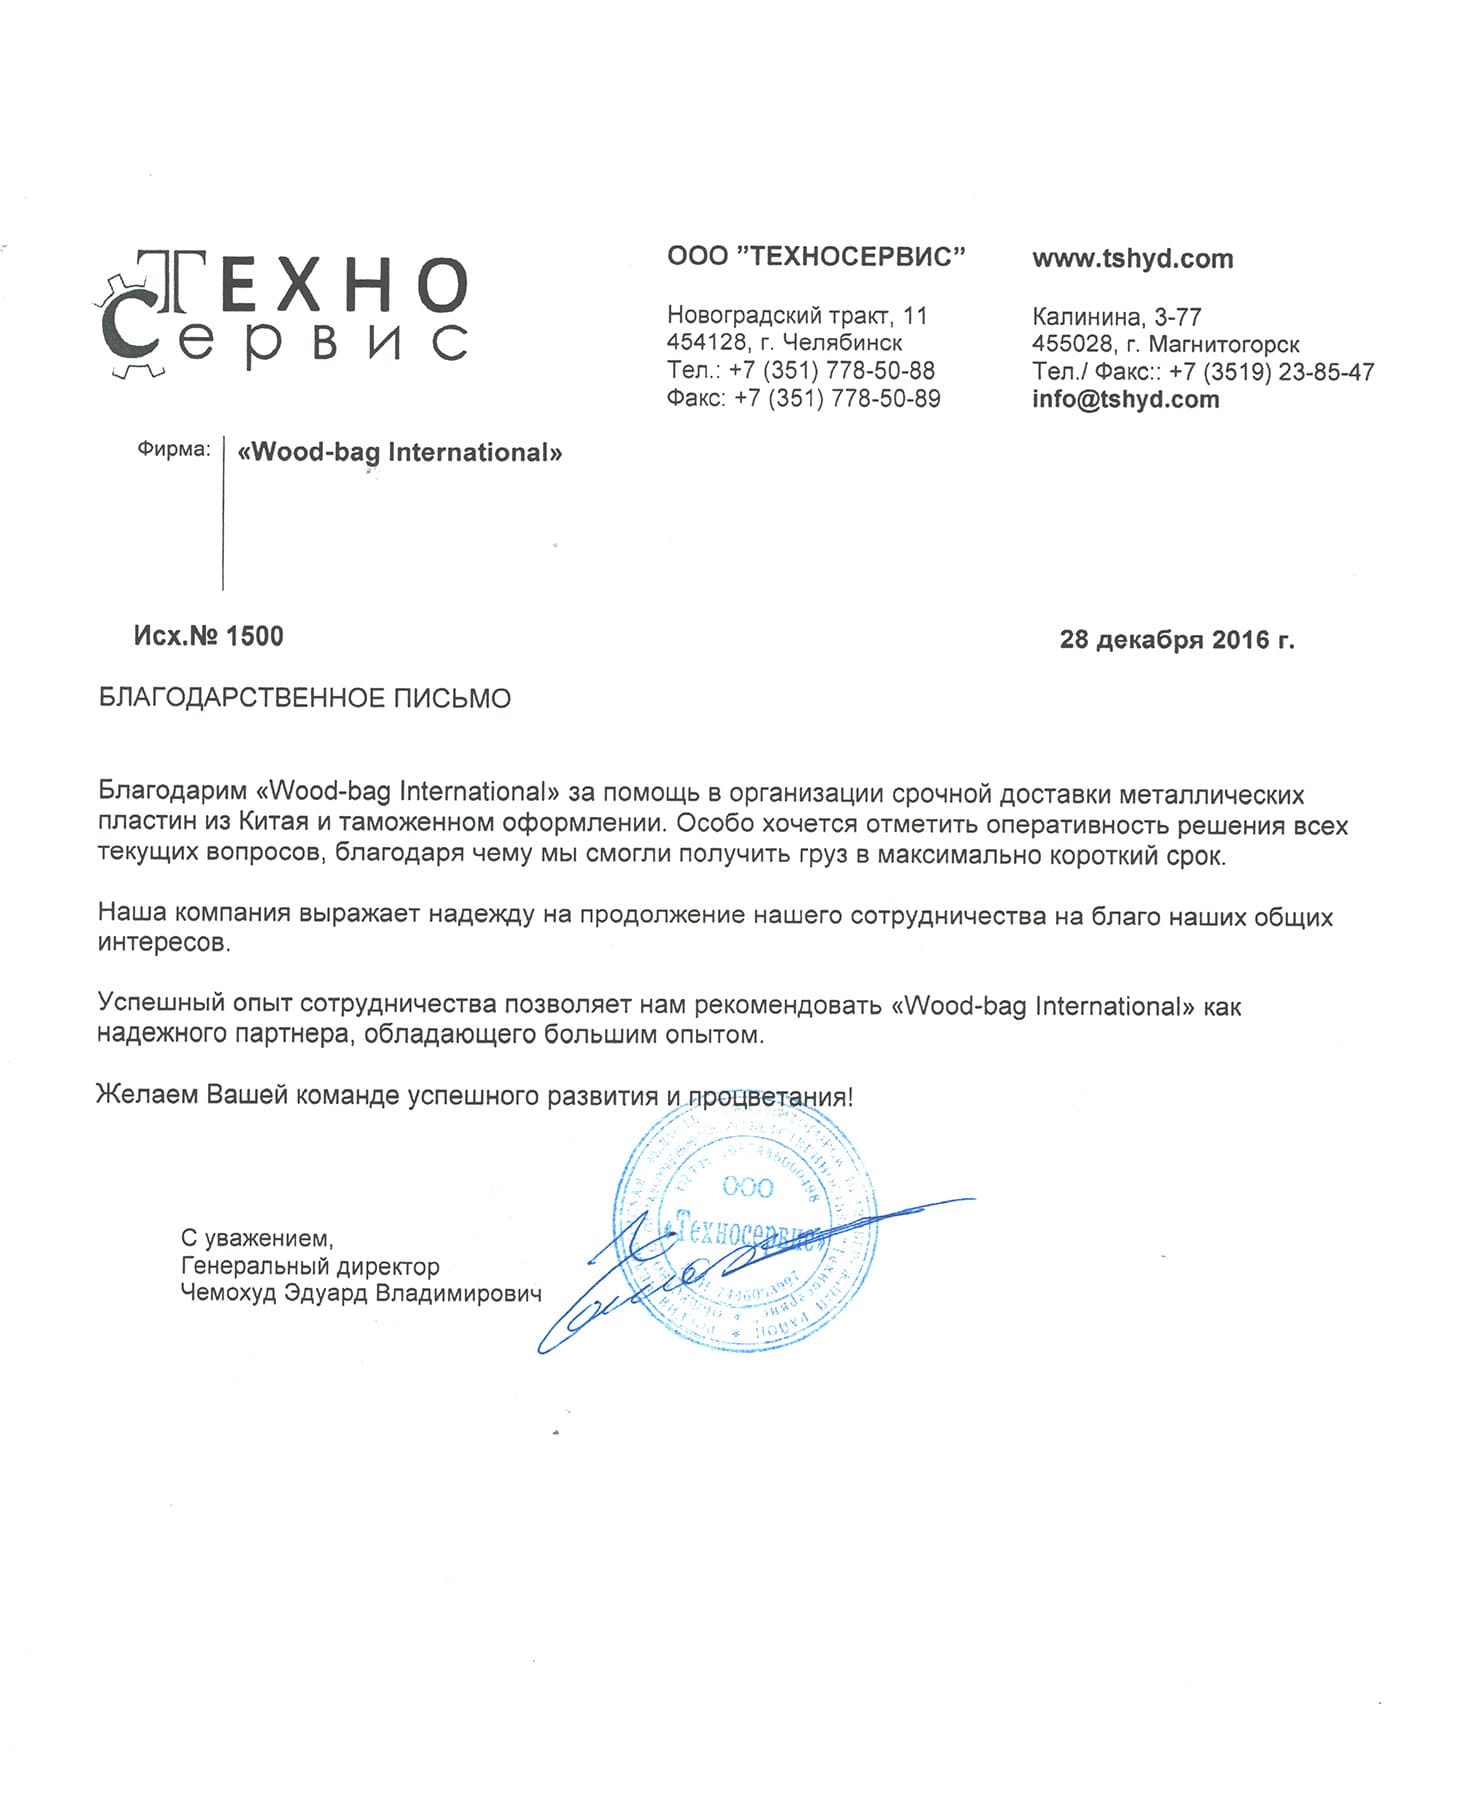 ТЕХНО
Сервис
ООО ”ТЕХНОСЕРВИС”
Новоградский тракт, 11
454128, г. Челябинск
Тел.: +7 (351) 778-50-88
Факс: +7 (351) 778-50-89
www.tshyd.com
Калинина, 3-77
455028, г. Магнитогорск
Тел./ Факс:: +7 (3519) 23-85-47
info@tshyd.com
Фирма: «Wood-bag International»
Исх.№ 1500
28 декабря 2016 г.
БЛАГОДАРСТВЕННОЕ ПИСЬМО
Благодарим «Wood-bag International» за помощь в организации срочной доставки металлических
пластин из Китая и таможенном оформлении. Особо хочется отметить оперативность решения всех
текущих вопросов, благодаря чему мы смогли получить груз в максимально короткий срок.
Наша компания выражает надежду на продолжение нашего сотрудничества на благо наших общих
интересов.
Успешный опыт сотрудничества позволяет нам рекомендовать «Wood-bag International» как
надежного партнера, обладающего большим опытом.
Желаем Вашей команде успешного развития и процветания!
С уважением,
Генеральный директор
Чемохуд Эдуард Владимирович
ООО
«Техносервис»